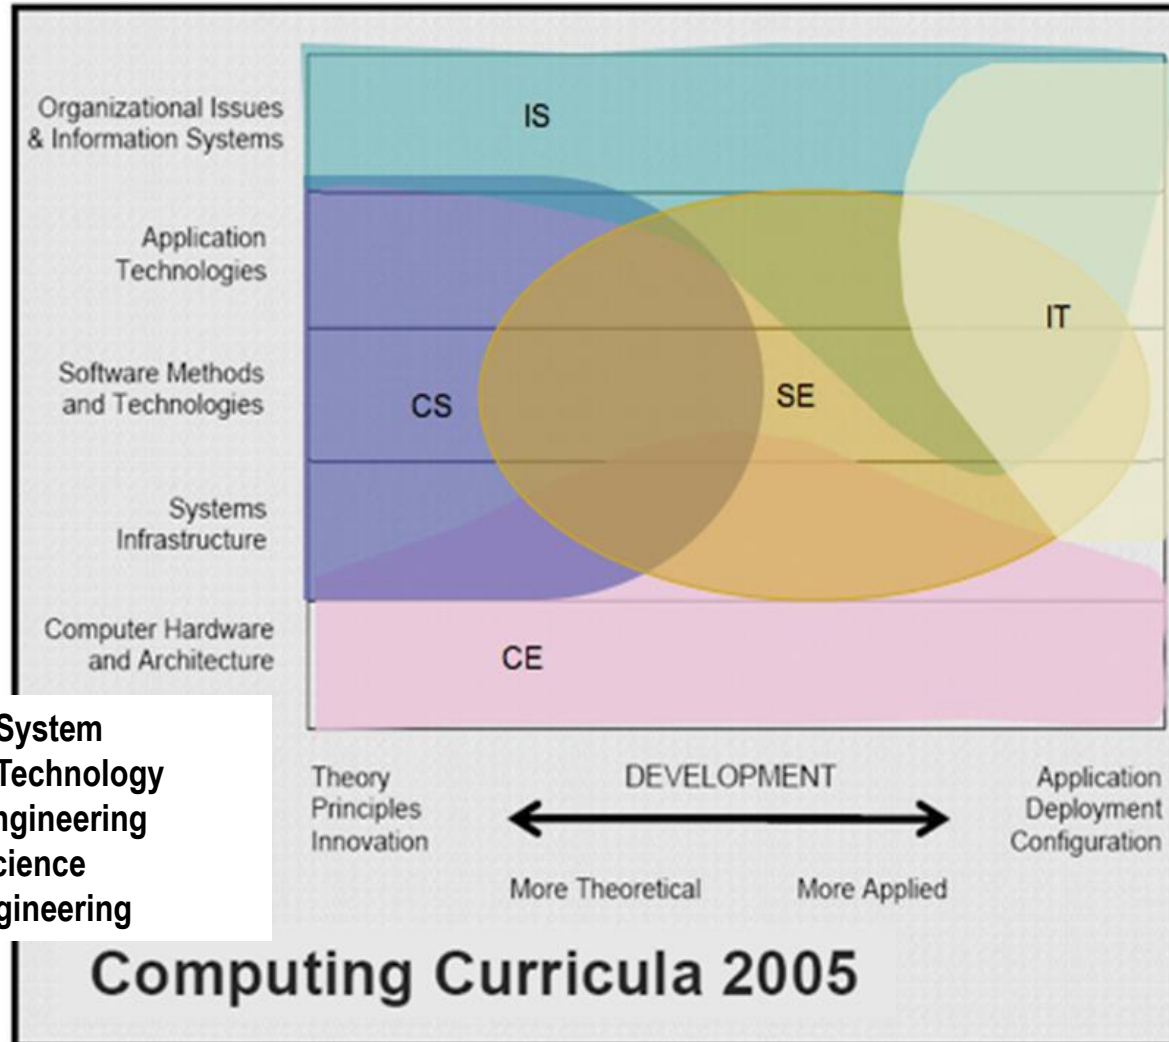 Organizational Issues
& Information Systems
IS
Application
Technologies
IT
Software Methods
and Technologies
CS
SE
Systems
Infrastructure
Computer Hardware
and Architecture
CE
System
Technology
ngineering
cience
gineering
Theory
Principles
Innovation
DEVELOPMENT
Application
Deployment
Configuration
More Theoretical
More Applied
Computing Curricula 2005